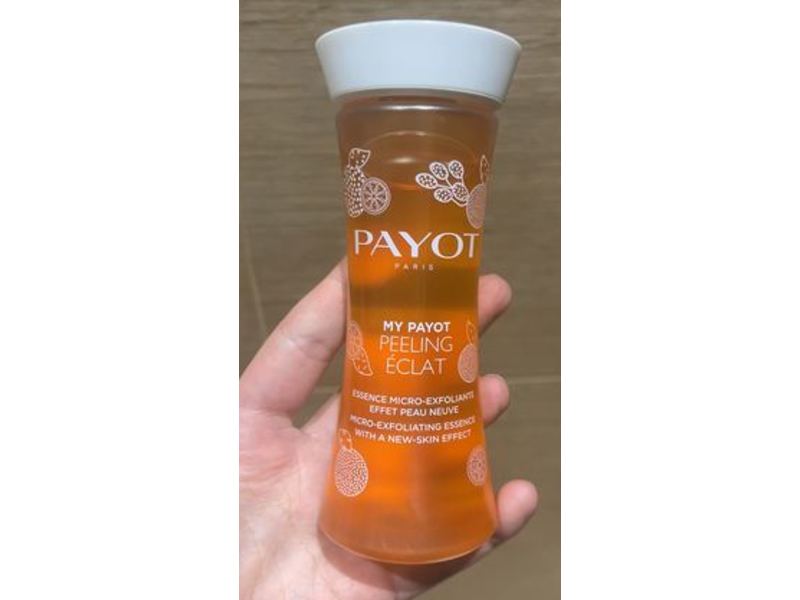 PAYOT
PARIS
MY PAYOT
PEELING
ÉCLAT
ESSENCE MICRO-EXFOLIANTE
EFFET PEAU NEUVE
MICRO-EXFOLIATING ESSENCE
WITH A NEW-SKIN EFFECT